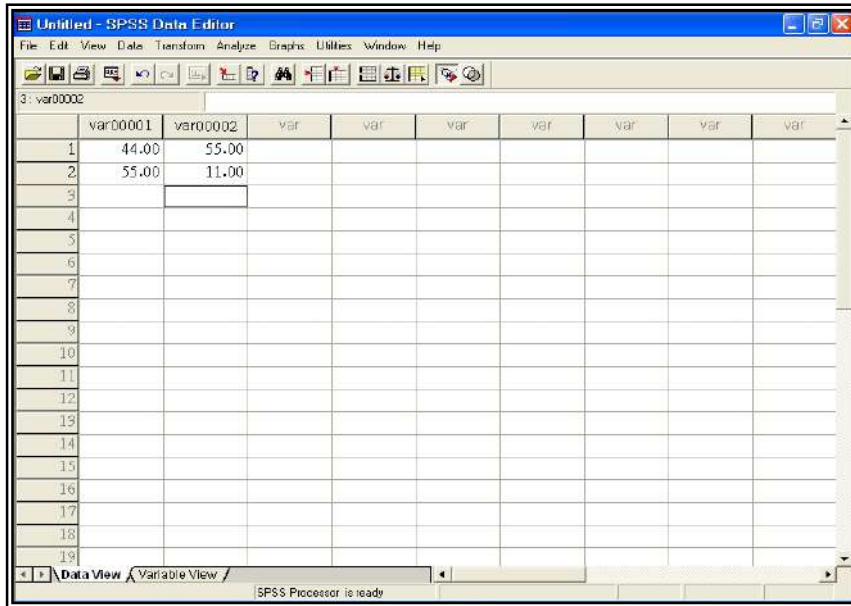 Untitled - SPSS Data Editor
File Edit View Data Transform Analyze Graphs Utilities Window Help
3 : var00002
var00001 var00002 var var var var var var var
1 44.00 55.00
2 55.00 11.00
3
4
5
6
7
8
9
10
11
12
13
14
15
16
17
18
19
Data View Variable View
SPSS Processor is ready